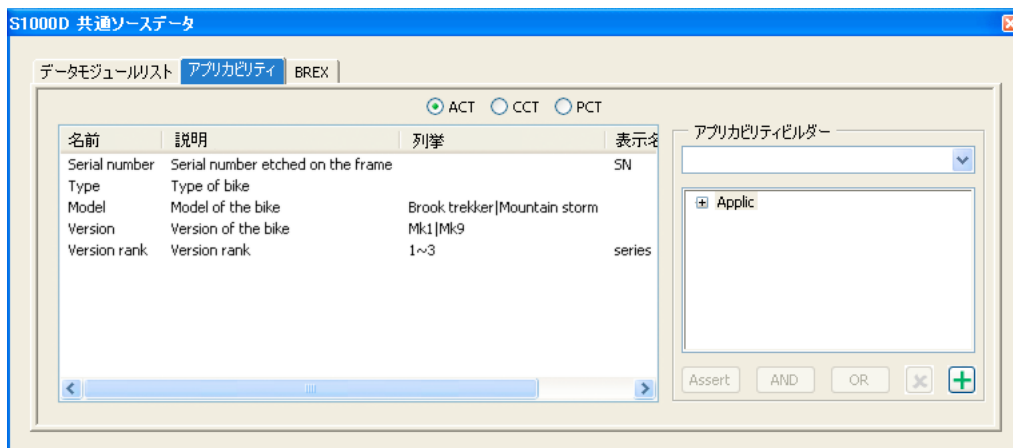 S1000D 共通ソースデータ
データモジュールリスト アプリカビリティ BREX
ACT CCT PCT
名前 説明 列挙 表示名
Serial number Serial number etched on the frame SN
Type Type of bike
Model Model of the bike Brook trekker|Mountain storm
Version Version of the bike Mk1|Mk9
Version rank Version rank 1~3 series
アプリカビリティビルダー
Applic
Assert AND OR